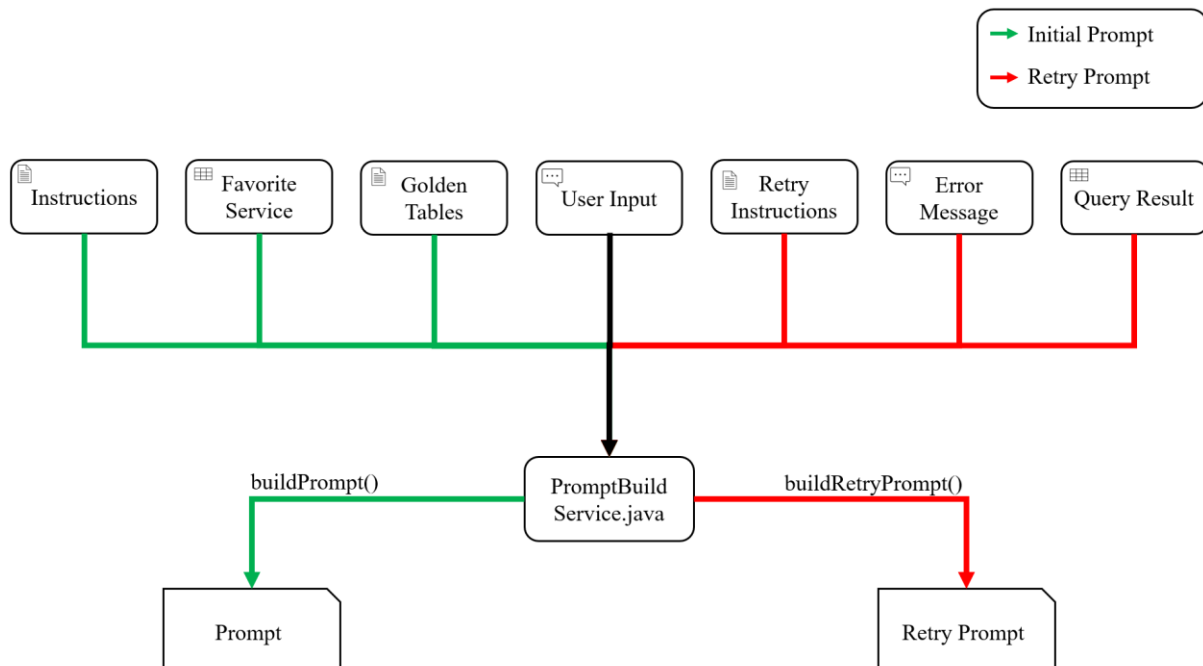 Initial Prompt
Retry Prompt
Instructions
Favorite
Service
Golden
Tables
User Input
Retry
Instructions
Error
Message
Query Result
buildPrompt()
PromptBuild
Service.java
buildRetryPrompt()
Prompt
Retry Prompt